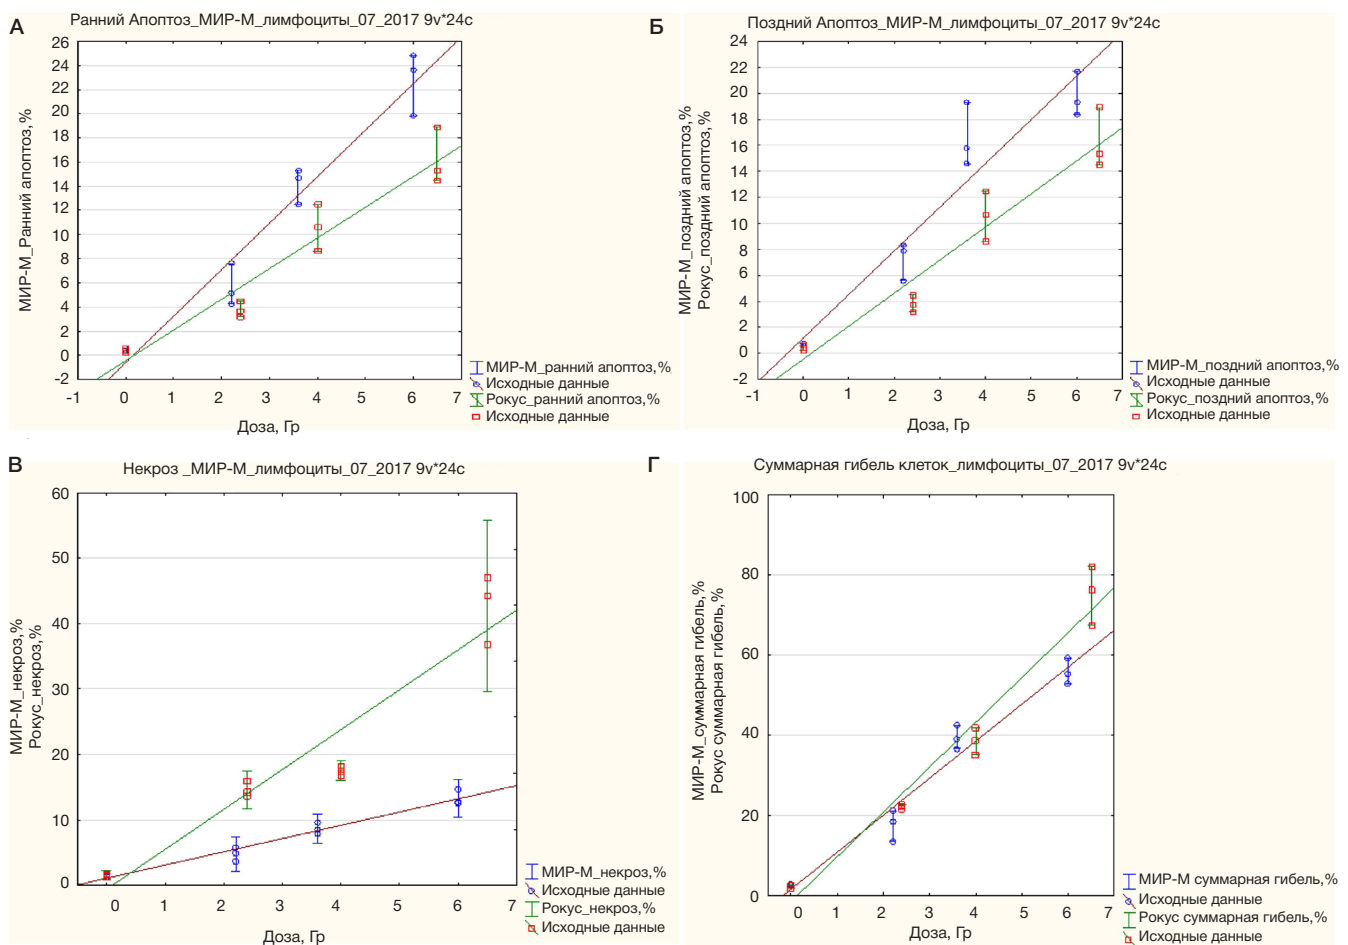 А
Ранний Апоптоз_МИР-М_лимфоциты_07_2017 9v*24c
МИР-М_Ранний апоптоз,%
26
24
22
22
18
16
14
12
10
8
6
4
2
0
-2
-1
0
1
2
3
4
5
6
7
Доза, Гр
МИР-М_ранний апоптоз,%
Исходные данные
Рокус_ранний апоптоз,%
Исходные данные
Б
Поздний Апоптоз_МИР-М_лимфоциты_07_2017 9v*24c
МИР-М_поздний апоптоз,%
Рокус_поздний апоптоз,%
24
22
20
18
16
14
12
10
8
6
4
2
0
-2
-1
0
1
2
3
4
5
6
7
Доза, Гр
МИР-М_поздний апоптоз,%
Исходные данные
Рокус_поздний апоптоз,%
Исходные данные
В
Некроз _МИР-М_лимфоциты_07_2017 9v*24c
МИР-М_некроз,%
Рокус_некроз,%
60
50
40
30
20
10
0
0
1
2
3
4
5
6
7
Доза, Гр
МИР-М_некроз,%
Исходные данные
Рокус_некроз,%
Исходные данные
Г
Суммарная гибель клеток_лимфоциты_07_2017 9v*24c
МИР-М_суммарная гибель,%
Рокус суммарная гибель,%
100
80
60
40
20
0
0
1
2
3
4
5
6
7
Доза, Гр
МИР-М суммарная гибель,%
Исходные данные
Рокус суммарная гибель,%
Исходные данные